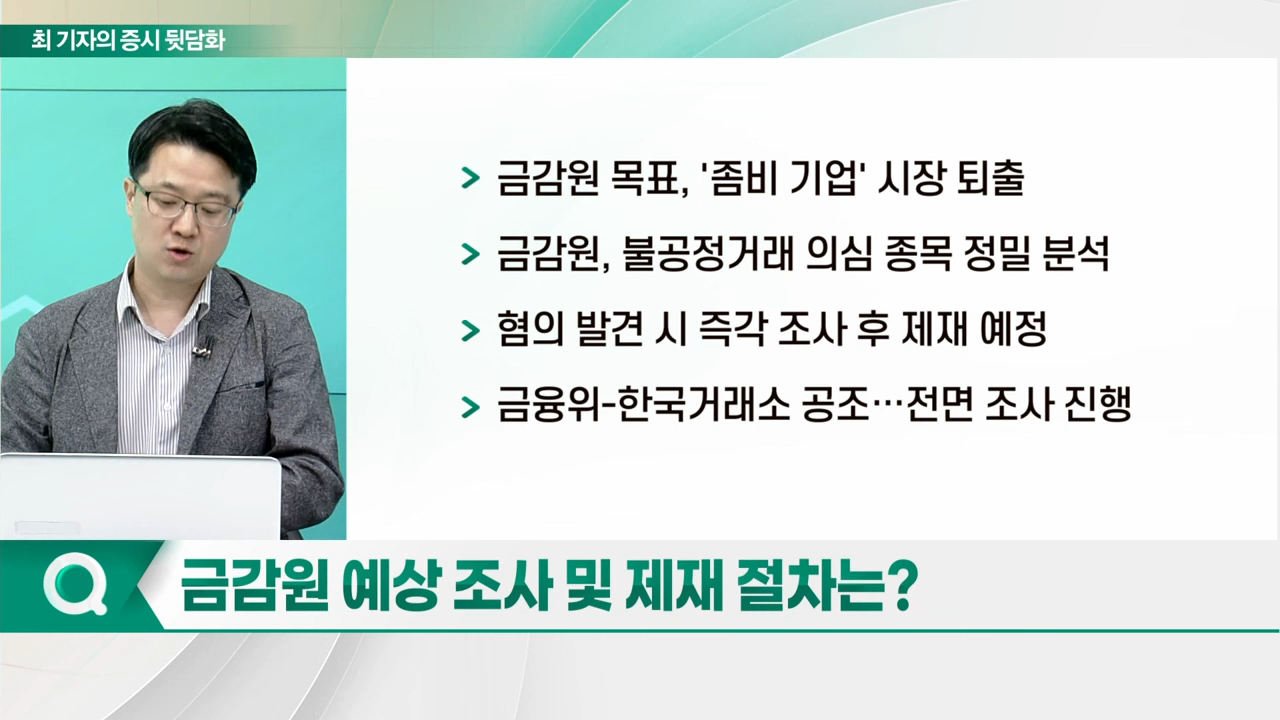 최 기자의 증시 뒷담화
> 금감원 목표, '좀비 기업' 시장 퇴출
> 금감원, 불공정거래 의심 종목 정밀 분석
> 혐의 발견 시 즉각 조사 후 제재 예정
> 금융위-한국거래소 공조…전면 조사 진행
Q 금감원 예상 조사 및 제재 절차는?